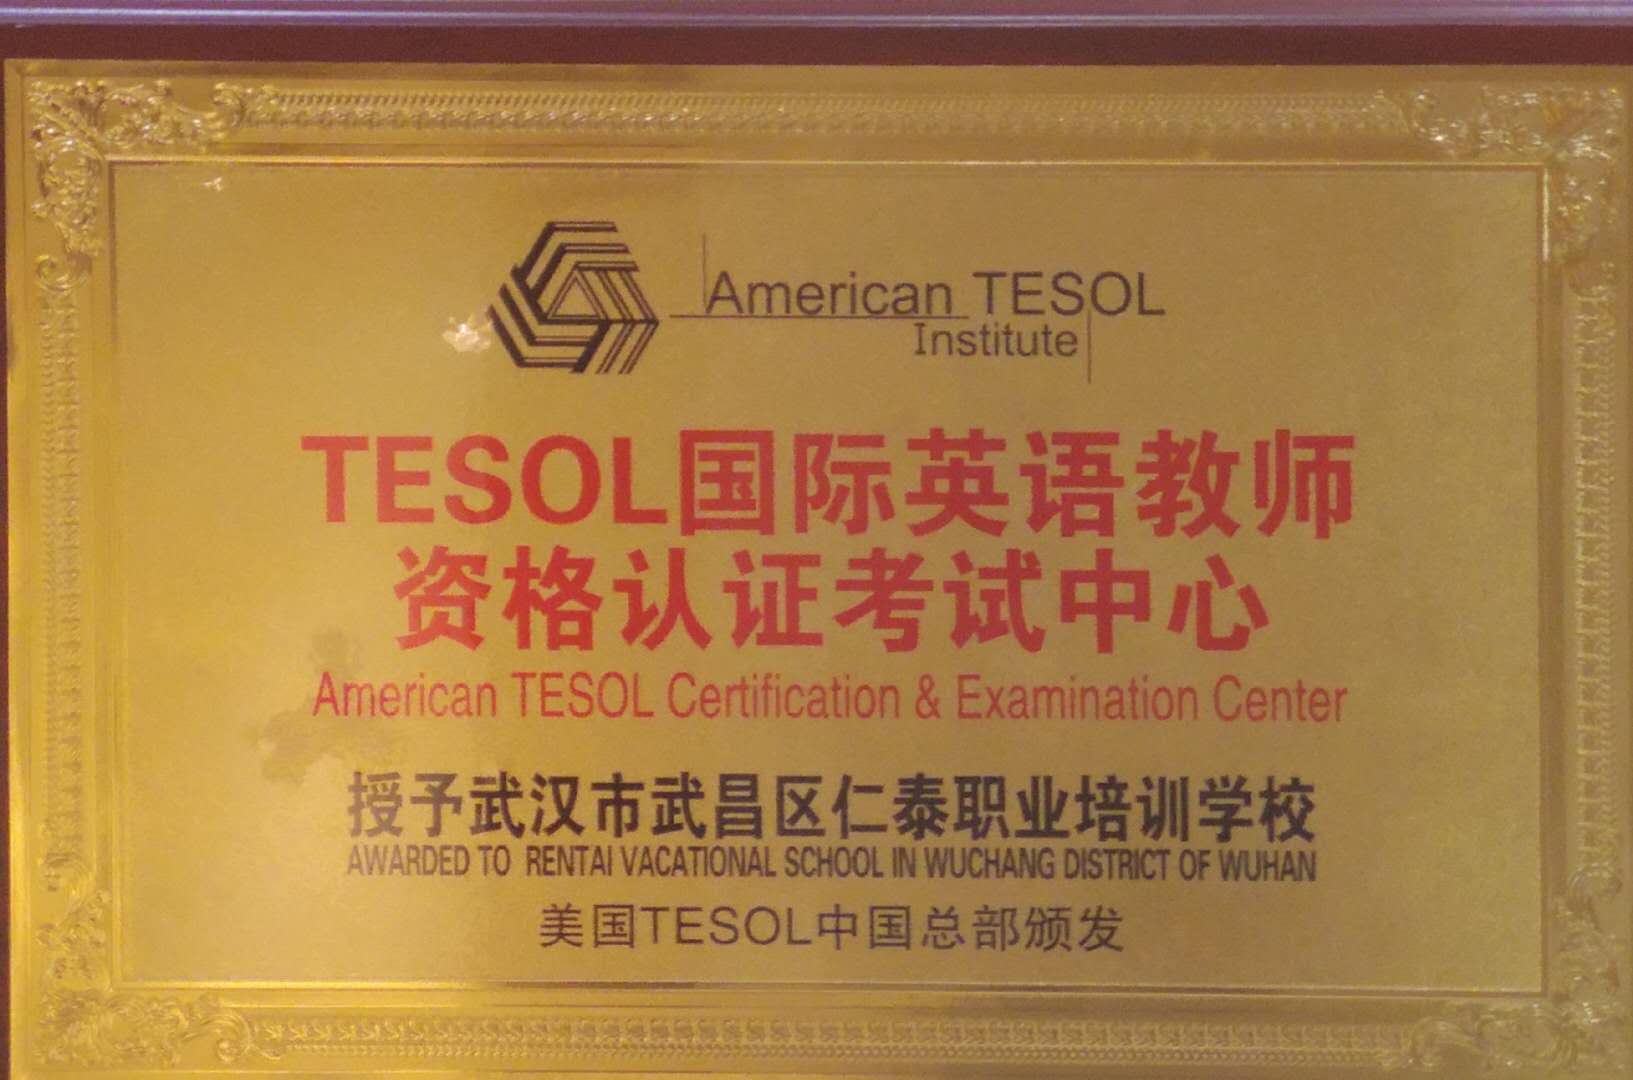 American TESOL
Institute
TESOL国际英语教师
资格认证考试中心
American TESOL Certification & Examination Center
授予武汉市武昌区仁泰职业培训学校
AWARDED TO RENTAI VACATIONAL SCHOOL IN WUCHANG DISTRICT OF WUHAN
美国TESOL中国总部颁发